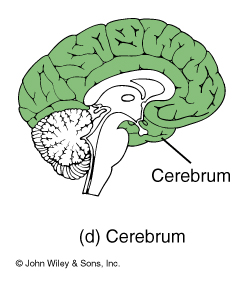 Cerebrum
(d) Cerebrum
© John Wiley & Sons, Inc.